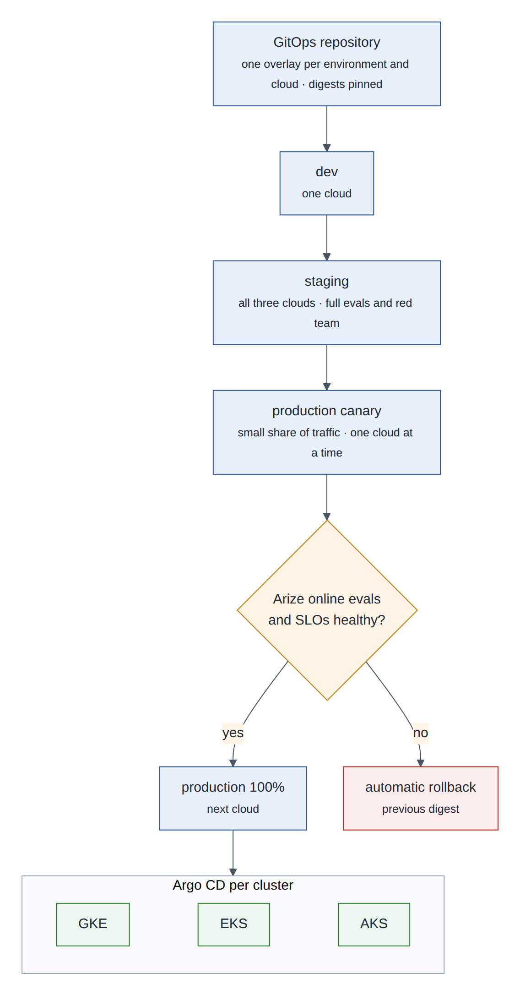 GitOps repository
one overlay per environment and
cloud · digests pinned
dev
one cloud
staging
all three clouds · full evals and red
team
production canary
small share of traffic · one cloud at
a time
Arize online evals
and SLOs healthy?
yes
no
production 100%
next cloud
automatic rollback
previous digest
Argo CD per cluster
GKE
EKS
AKS